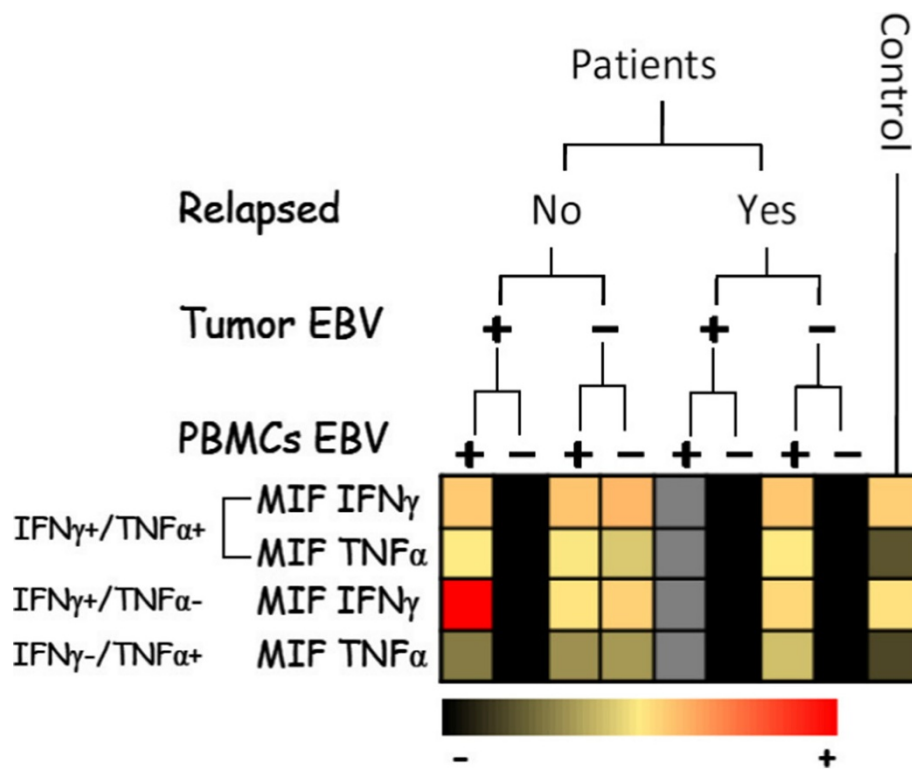 Patients
Control
Relapsed No Yes
Tumor EBV + − + −
PBMCs EBV + − + − + − + −
IFNγ+/TNFα+ MIF IFNγ
MIF TNFα
IFNγ+/TNFα- MIF IFNγ
IFNγ-/TNFα+ MIF TNFα
- +